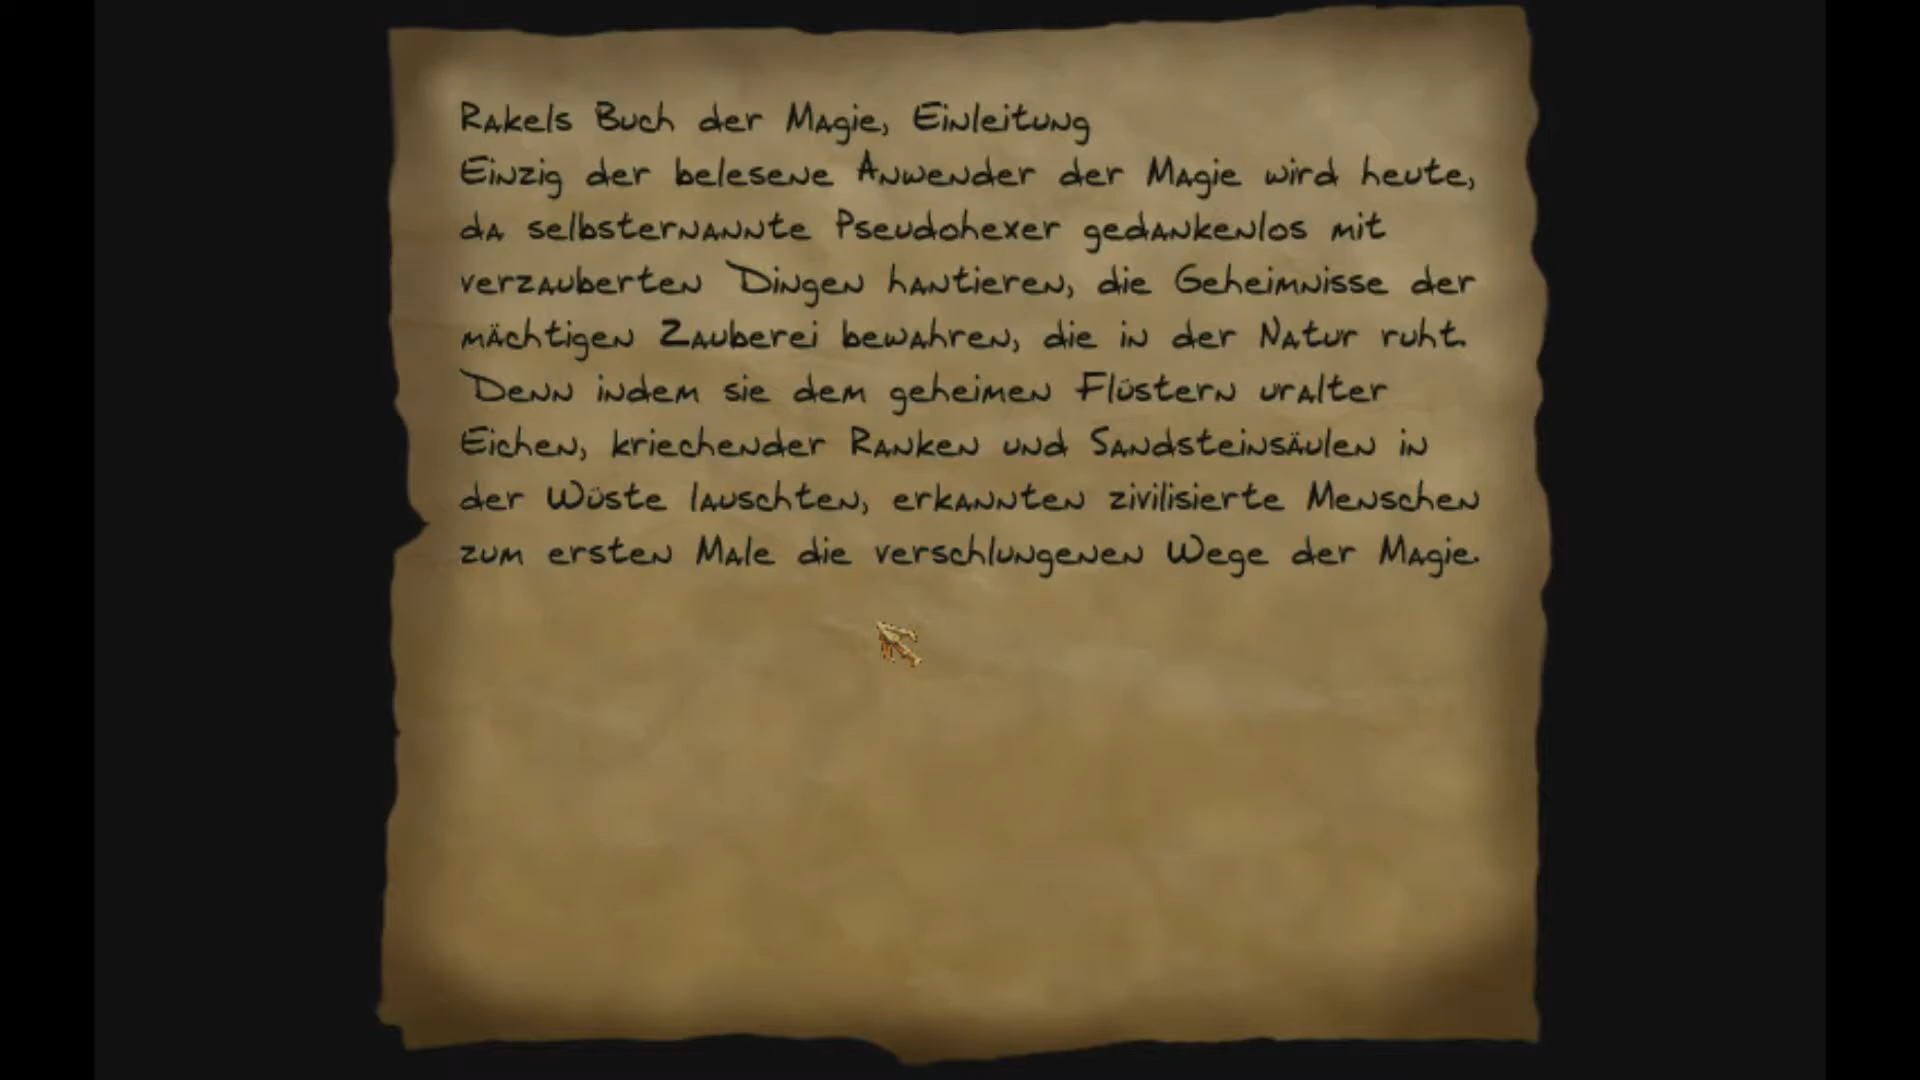 Rakels Buch der Magie, Einleitung
Einzig der belesene Anwender der Magie wird heute,
da selbsternannte Pseudohexer gedankenlos mit
verzauberten Dingen hantieren, die Geheimnisse der
mächtigen Zauberei bewahren, die in der Natur ruht.
Denn indem sie dem geheimen Flüstern uralter
Eichen, kriechender Ranken und Sandsteinsäulen in
der Wüste lauschten, erkannten zivilisierte Menschen
zum ersten Male die verschlungenen Wege der Magie.